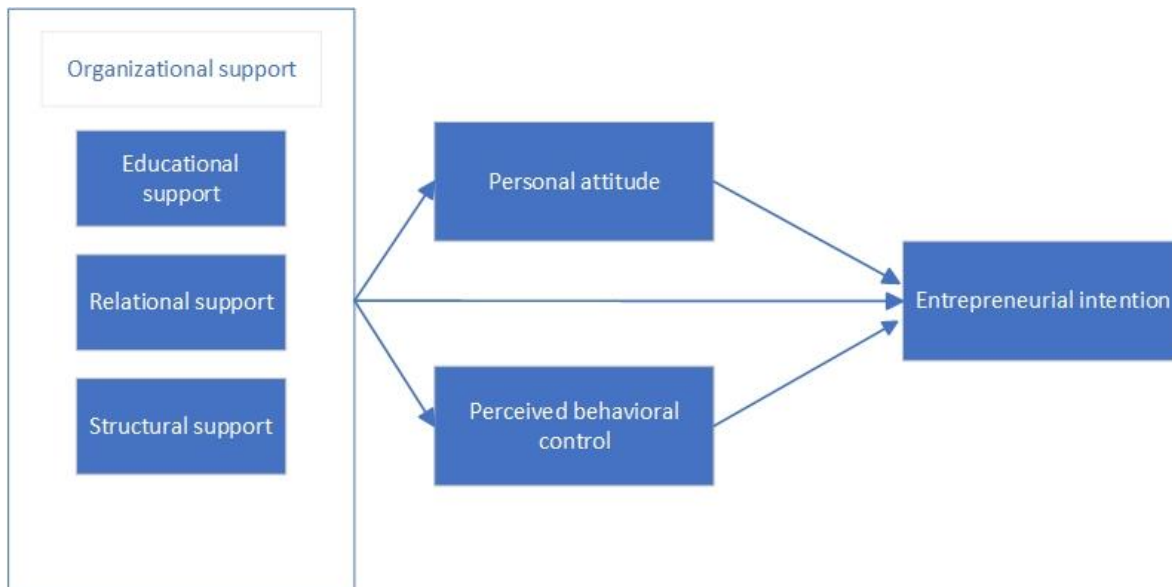 Organizational support
Educational
support
Relational support
Structural support
Personal attitude
Perceived behavioral
control
Entrepreneurial intention